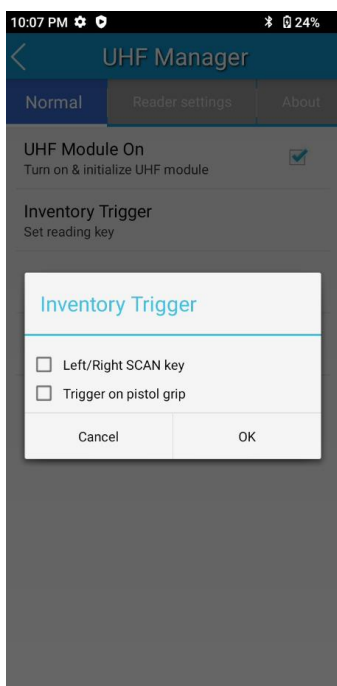 10:07 PM 24%
UHF Manager
Normal Reader settings About
UHF Module On
Turn on & initialize UHF module
Inventory Trigger
Set reading key
Inventory Trigger
Left/Right SCAN key
Trigger on pistol grip
Cancel OK